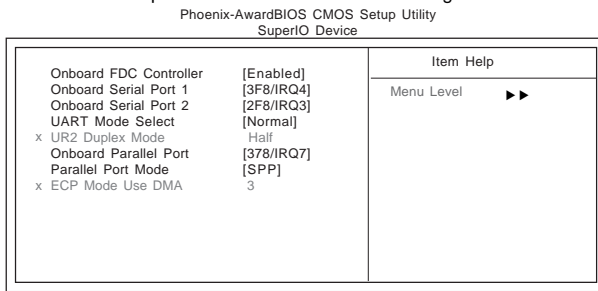 Phoenix-AwardBIOS CMOS Setup Utility
SuperIO Device
Item Help
Onboard FDC Controller [Enabled]
Onboard Serial Port 1 [3F8/IRQ4]
Menu Level ▶▶
Onboard Serial Port 2 [2F8/IRQ3]
UART Mode Select [Normal]
x UR2 Duplex Mode Half
Onboard Parallel Port [378/IRQ7]
Parallel Port Mode [SPP]
x ECP Mode Use DMA 3